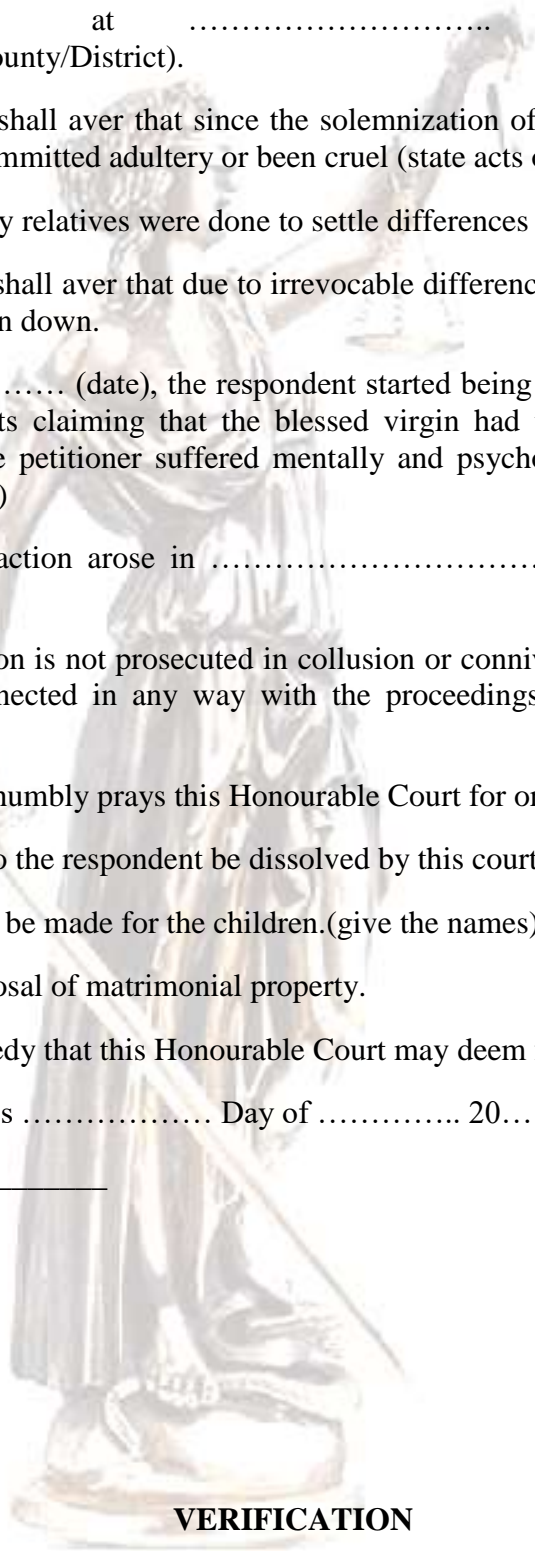 at ………………………..
ounty/District).
shall aver that since the solemnization of
mmitted adultery or been cruel (state acts
y relatives were done to settle differences
shall aver that due to irrevocable differenc
n down.
…… (date), the respondent started being
ts claiming that the blessed virgin had
e petitioner suffered mentally and psycho
)
action arose in ……………………………
on is not prosecuted in collusion or conniv
nected in any way with the proceedings
humbly prays this Honourable Court for or
o the respondent be dissolved by this court
be made for the children.(give the names)
osal of matrimonial property.
edy that this Honourable Court may deem
s ……………… Day of ………….. 20…
_______
VERIFICATION